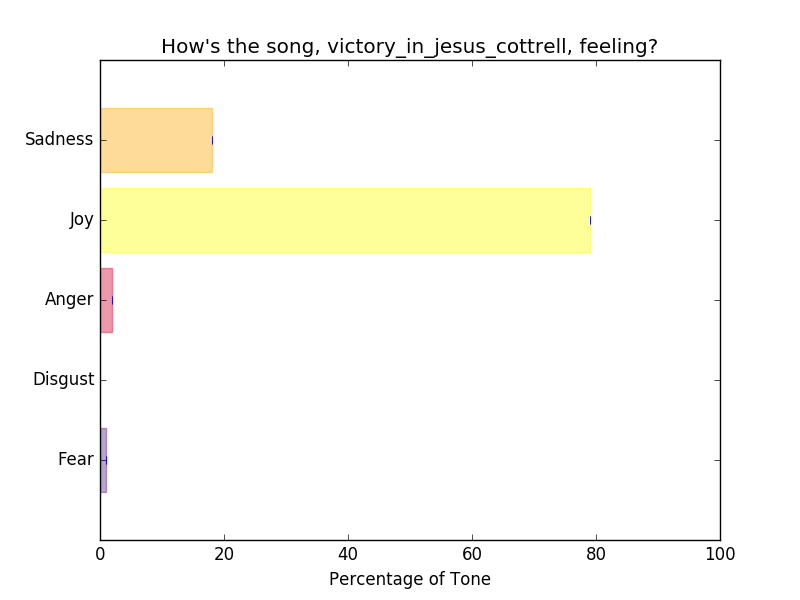 How's the song, victory_in_jesus_cottrell, feeling?
Sadness
Joy
Anger
Disgust
Fear
0 20 40 60 80 100
Percentage of Tone